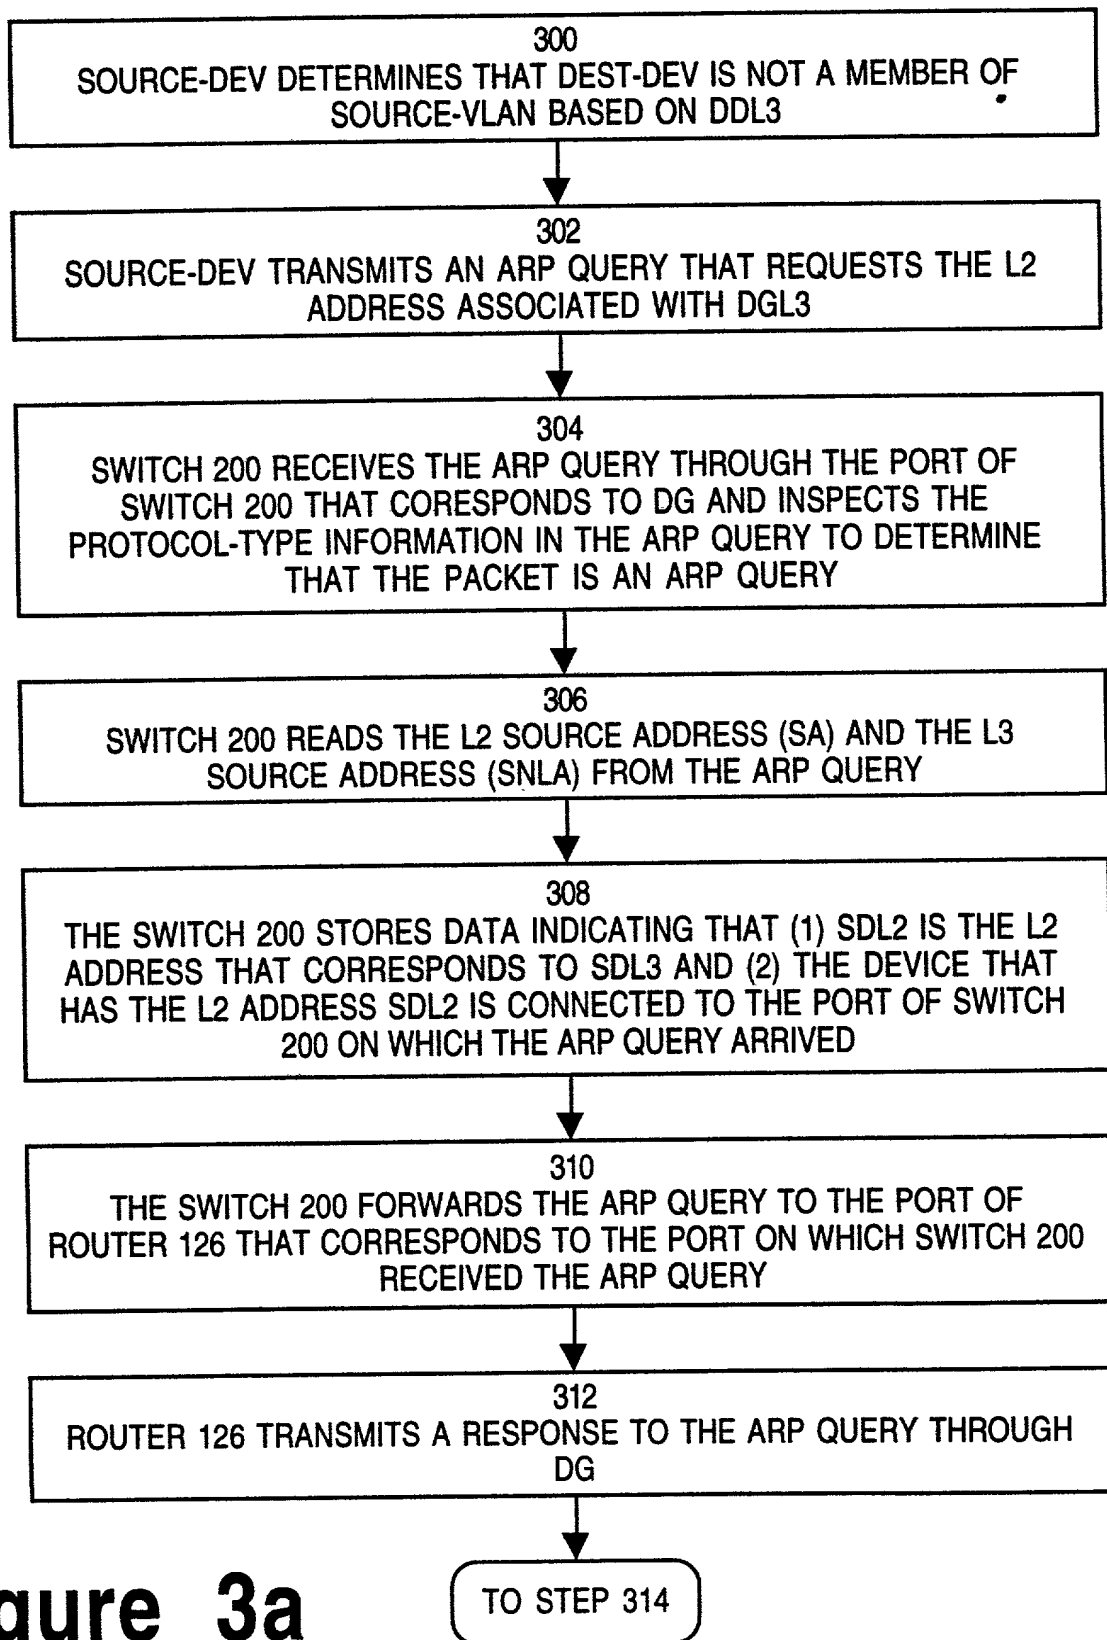 300
SOURCE-DEV DETERMINES THAT DEST-DEV IS NOT A MEMBER OF
SOURCE-VLAN BASED ON DDL3
302
SOURCE-DEV TRANSMITS AN ARP QUERY THAT REQUESTS THE L2
ADDRESS ASSOCIATED WITH DGL3
304
SWITCH 200 RECEIVES THE ARP QUERY THROUGH THE PORT OF
SWITCH 200 THAT CORESPONDS TO DG AND INSPECTS THE
PROTOCOL-TYPE INFORMATION IN THE ARP QUERY TO DETERMINE
THAT THE PACKET IS AN ARP QUERY
306
SWITCH 200 READS THE L2 SOURCE ADDRESS (SA) AND THE L3
SOURCE ADDRESS (SNLA) FROM THE ARP QUERY
308
THE SWITCH 200 STORES DATA INDICATING THAT (1) SDL2 IS THE L2
ADDRESS THAT CORRESPONDS TO SDL3 AND (2) THE DEVICE THAT
HAS THE L2 ADDRESS SDL2 IS CONNECTED TO THE PORT OF SWITCH
200 ON WHICH THE ARP QUERY ARRIVED
310
THE SWITCH 200 FORWARDS THE ARP QUERY TO THE PORT OF
ROUTER 126 THAT CORRESPONDS TO THE PORT ON WHICH SWITCH 200
RECEIVED THE ARP QUERY
312
ROUTER 126 TRANSMITS A RESPONSE TO THE ARP QUERY THROUGH
DG
TO STEP 314
gure 3a